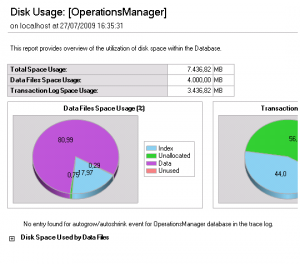 Disk Usage: [OperationsManager]
on localhost at 27/07/2009 16:35:31
This report provides overview of the utilization of disk space within the Database.
Total Space Usage: 7.436,82 MB
Data Files Space Usage: 4.000,00 MB
Transaction Log Space Usage: 3.436,82 MB
Data Files Space Usage (%)
80,99
0,29
0,75
17,97
Index
Unallocated
Data
Unused
Transaction
56,
44,0
No entry found for autogrow/autoshrink event for OperationsManager database in the trace log.
Disk Space Used by Data Files